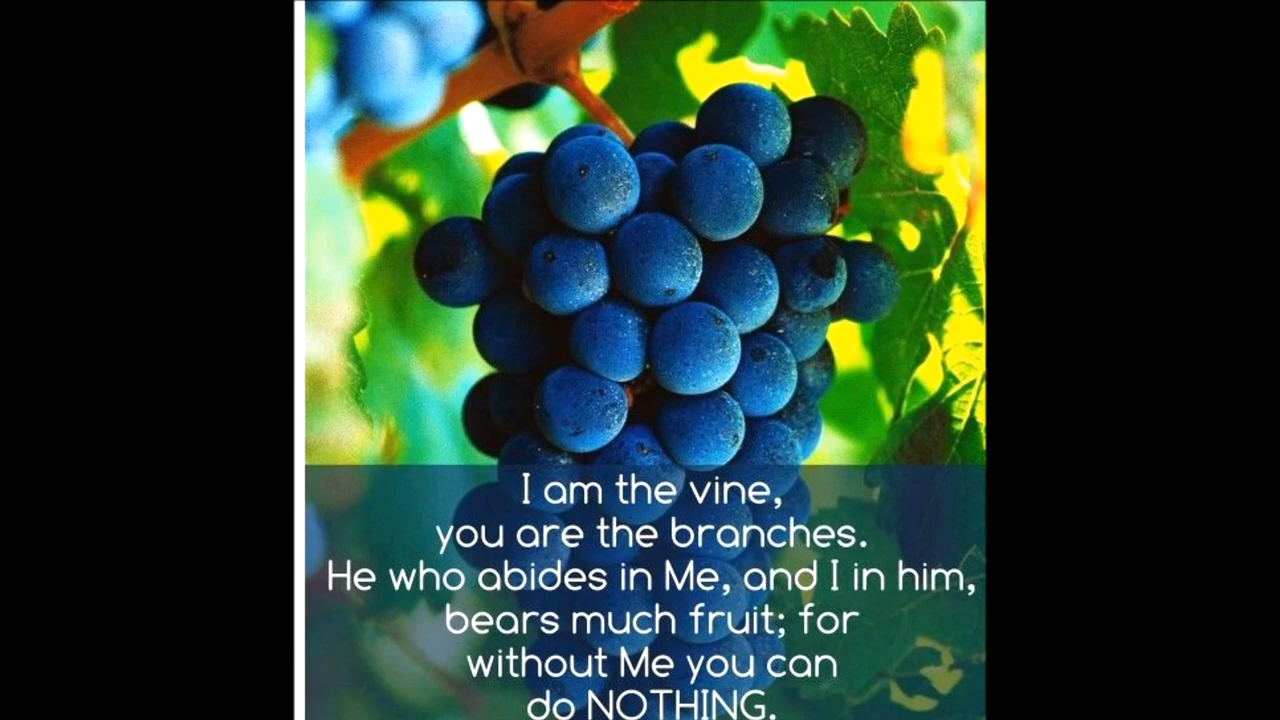 I am the vine,
you are the branches.
He who abides in Me, and I in him,
bears much fruit; for
without Me you can
do NOTHING.